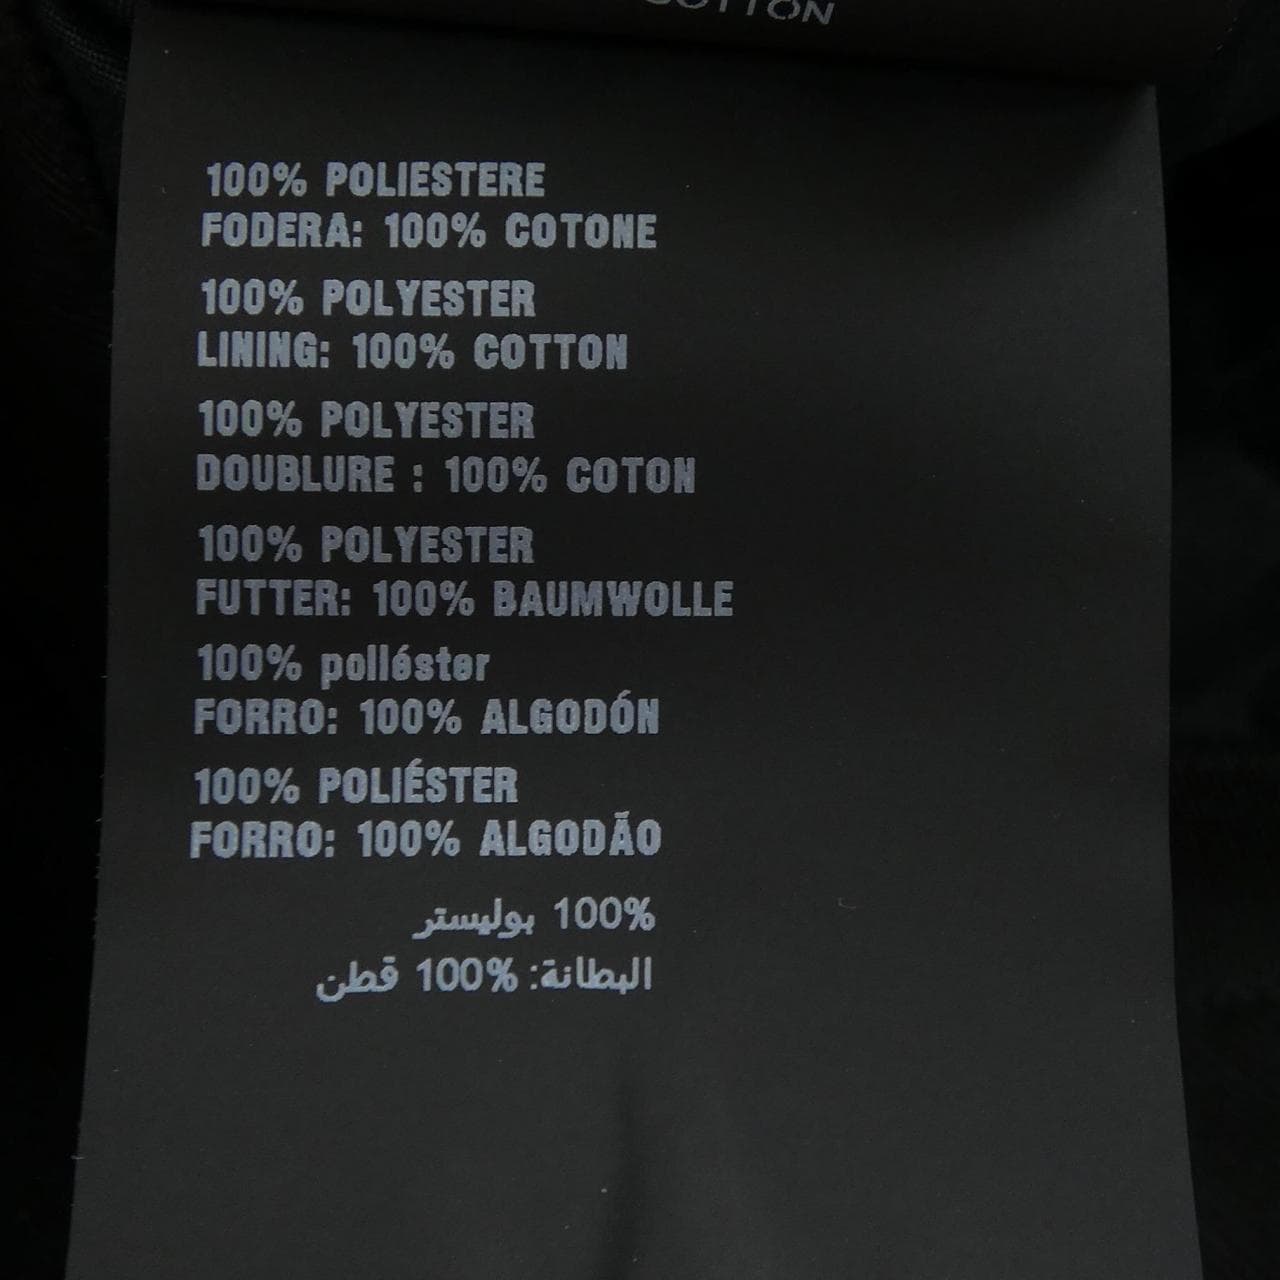 COTTON
100% POLIESTERE
FODERA: 100% COTONE
100% POLYESTER
LINING: 100% COTTON
100% POLYESTER
DOUBLURE : 100% COTON
100% POLYESTER
FUTTER: 100% BAUMWOLLE
100% poliéster
FORRO: 100% ALGODÓN
100% POLIÉSTER
FORRO: 100% ALGODÃO
100% بوليستر
البطانة: 100% قطن